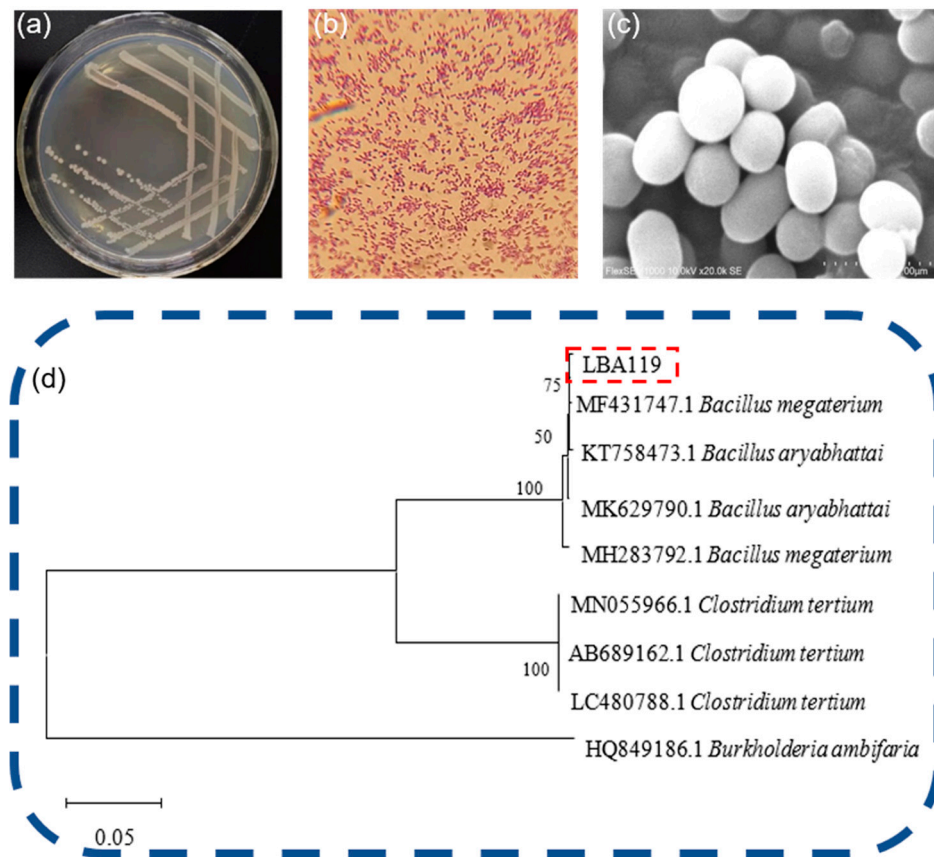 (a)
(b)
(c)
10.0kV x20.0k SE
(d)
LBA119
75
MF431747.1 Bacillus megaterium
50
KT758473.1 Bacillus aryabhattai
100
MK629790.1 Bacillus aryabhattai
MH283792.1 Bacillus megaterium
MN055966.1 Clostridium tertium
AB689162.1 Clostridium tertium
100
LC480788.1 Clostridium tertium
HQ849186.1 Burkholderia ambifaria
0.05